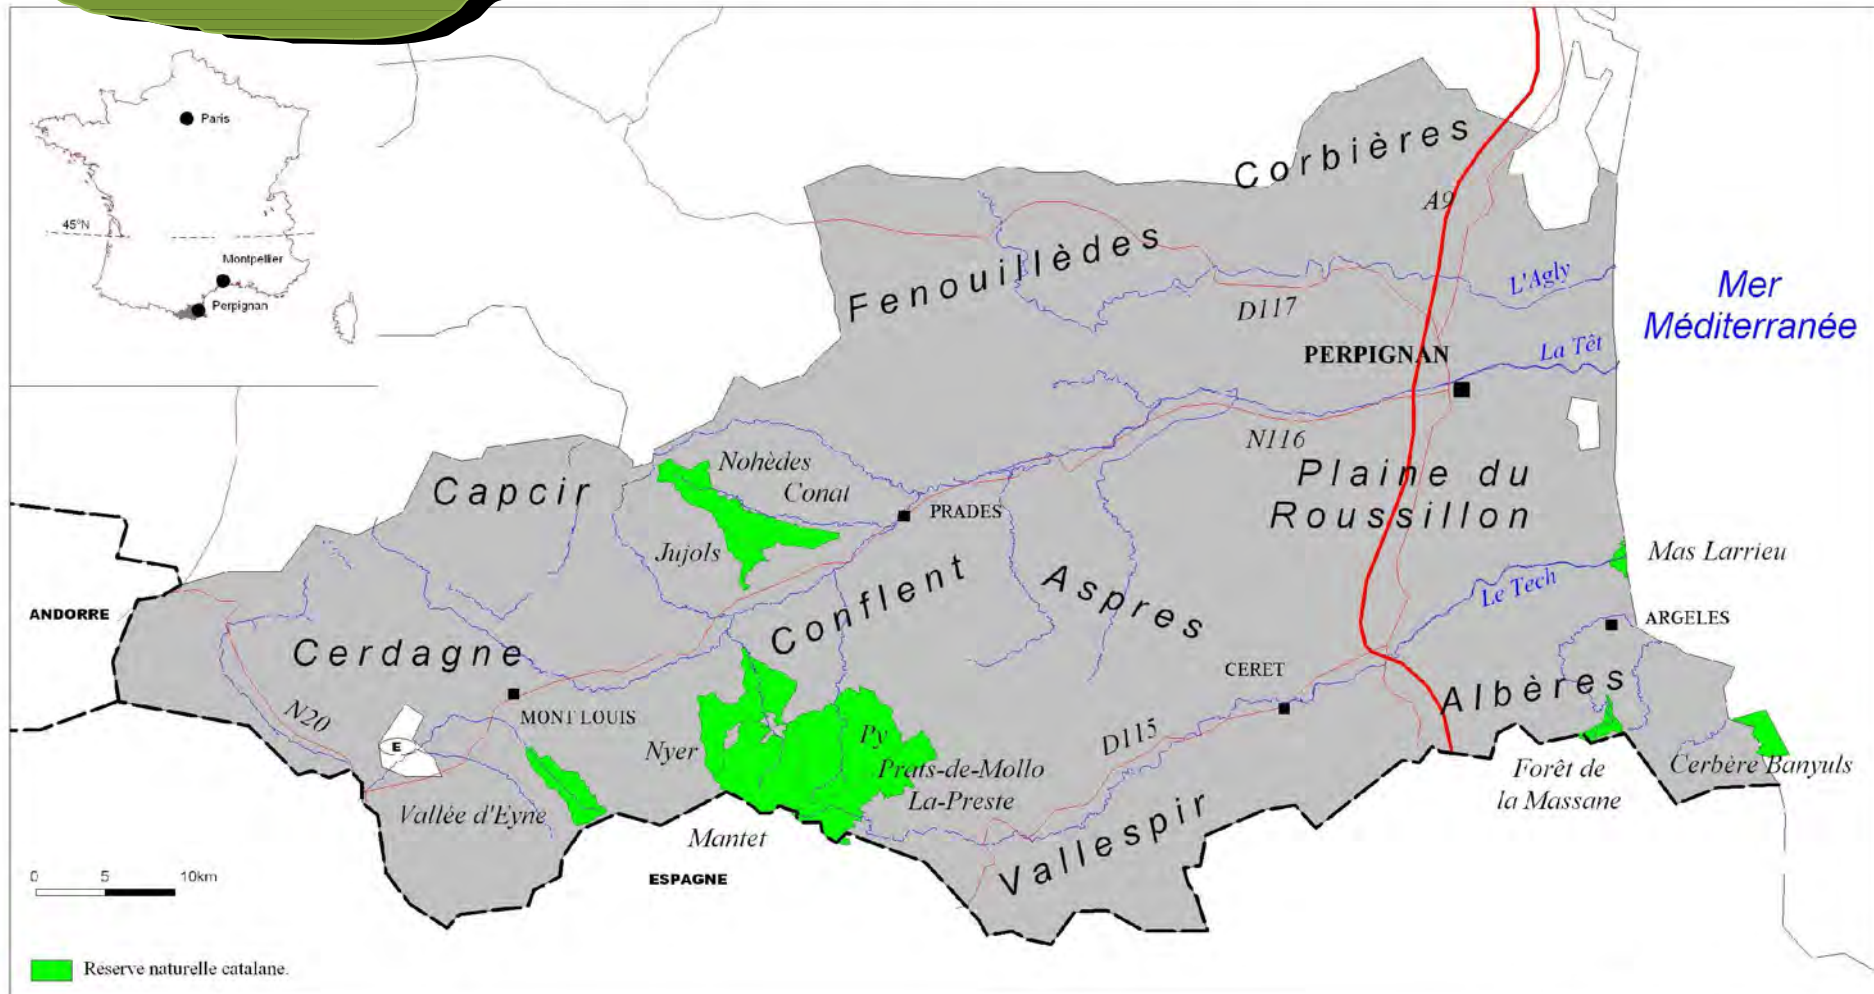 Paris
45°N
Montpellier
Perpignan
Corbières
A9
Fenouillèdes
L'Agly
D117
Mer
Méditerranée
PERPIGNAN
La Têt
N116
Plaine du
Roussillon
Capcir
Nohèdes
Conat
PRADES
Jujols
Conflent
Aspres
Mas Larrieu
Le Tech
ANDORRE
ARGELES
Cerdagne
CERET
Albères
MONT LOUIS
N20
E
Nyer
Py
D115
Prats-de-Mollo
La-Preste
Forêt de
la Massane
Cerbère Banyuls
Vallée d'Eyne
Mantet
Vallespir
ESPAGNE
0 5 10km
Reserve naturelle catalane.